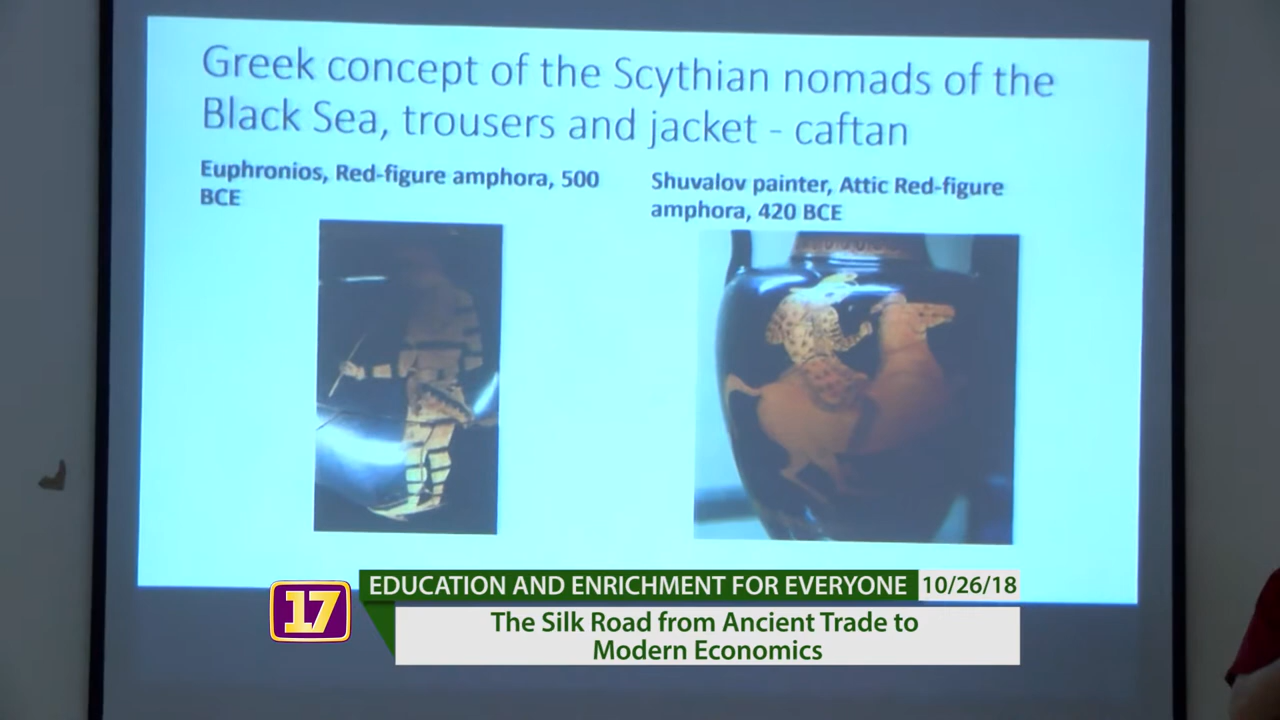 Greek concept of the Scythian nomads of the
Black Sea, trousers and jacket - caftan
Euphronios, Red-figure amphora, 500
BCE
Shuvalov painter, Attic Red-figure
amphora, 420 BCE
17
EDUCATION AND ENRICHMENT FOR EVERYONE
10/26/18
The Silk Road from Ancient Trade to
Modern Economics